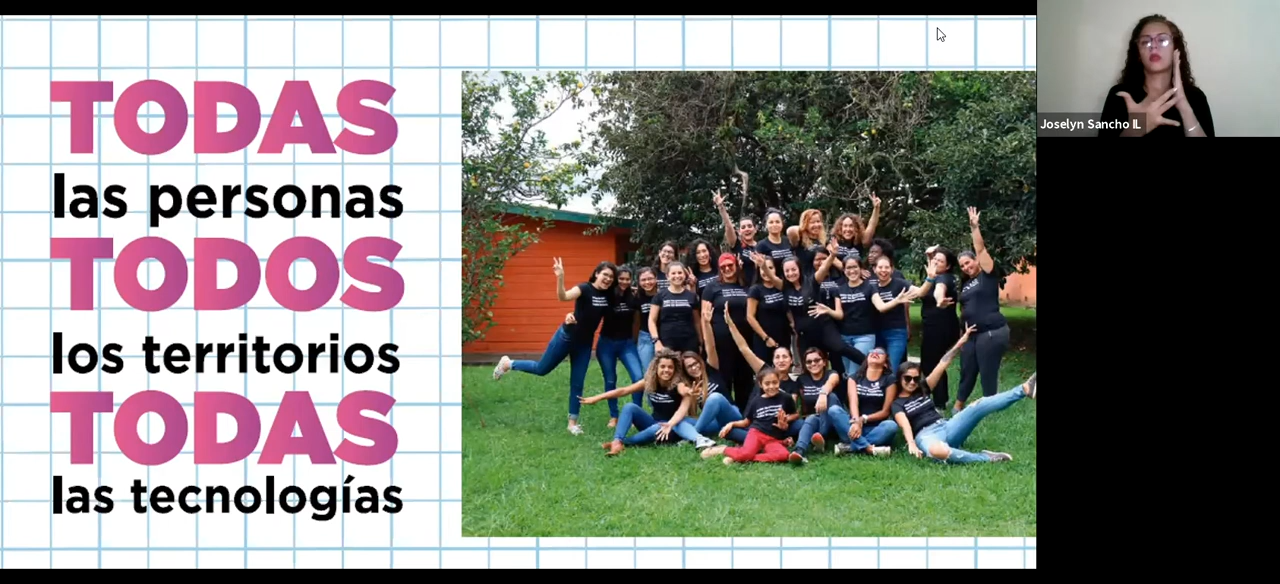 TODAS
las personas
TODOS
los territorios
TODAS
las tecnologías
Joselyn Sancho IL